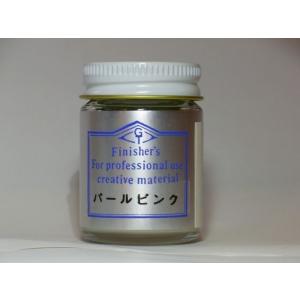 G
Finisher's
For professional use
creative material
パールピンク